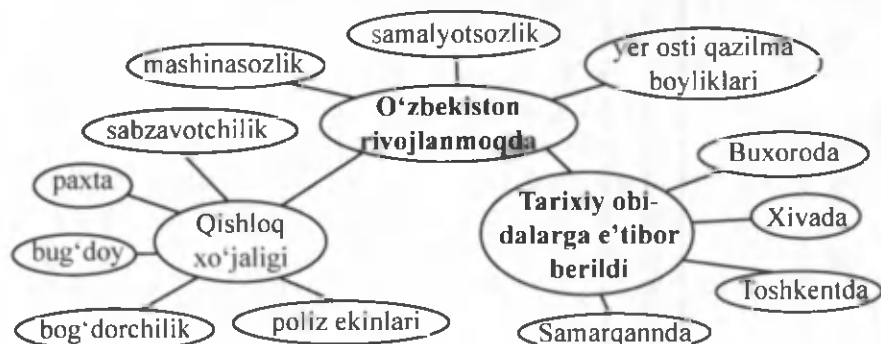 samalyotsozlik
mashinasozlik
yer osti qazilma
boyliklari
O‘zbekiston
rivojlanmoqda
sabzavotchilik
paxta
Qishloq
xo‘jaligi
bug‘doy
bog‘dorchilik
poliz ekinlari
Tarixiy obi-
dalarga e’tibor
berildi
Buxoroda
Xivada
Toshkentda
Samarqannda